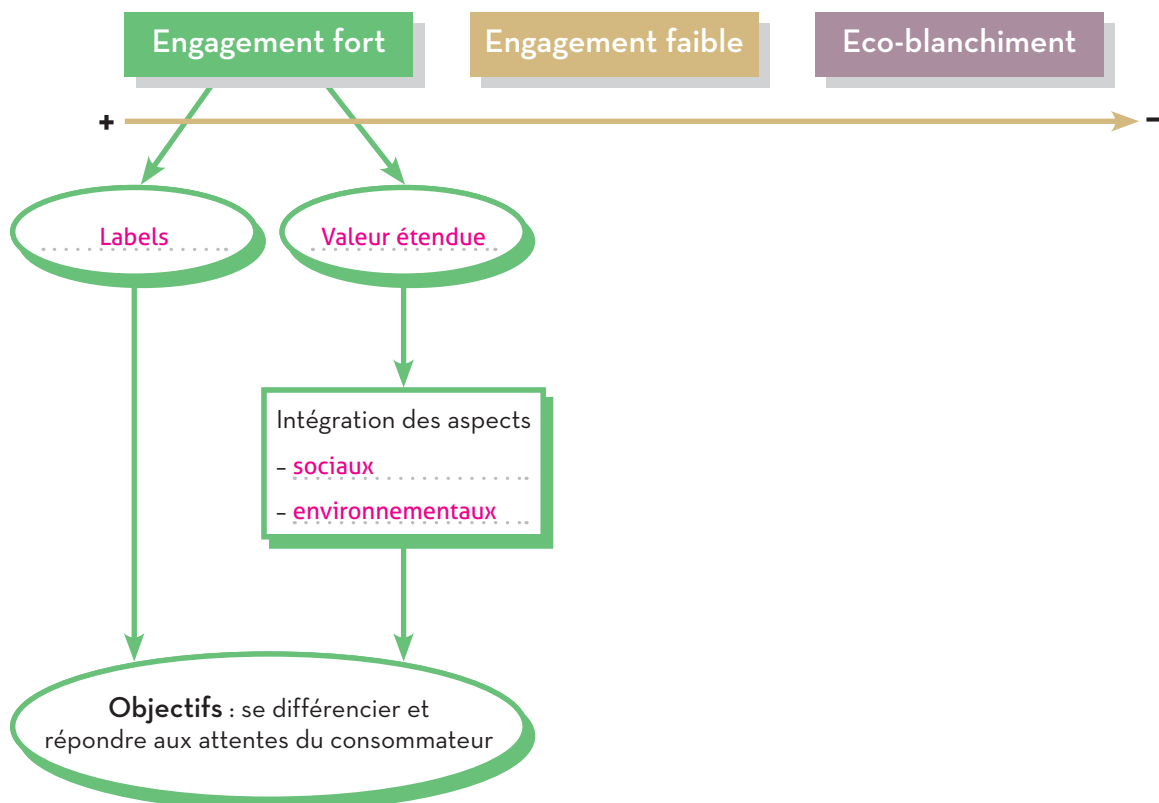 Engagement fort
Engagement faible
Eco-blanchiment
+
–
Labels
Valeur étendue
Intégration des aspects
– sociaux
– environnementaux
Objectifs : se différencier et
répondre aux attentes du consommateur